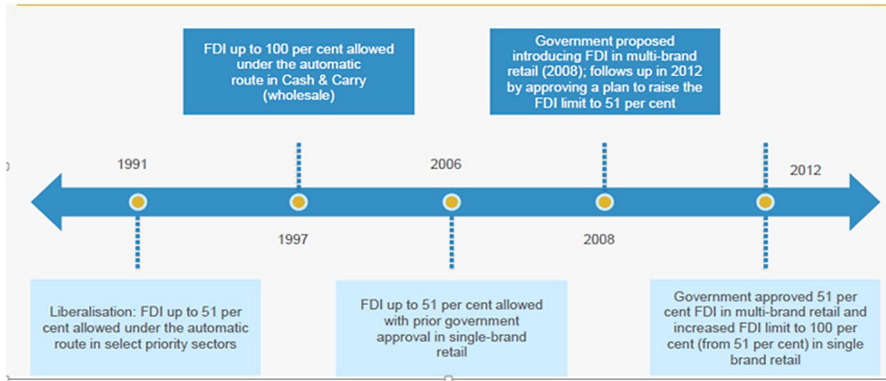 FDI up to 100 per cent allowed
under the automatic
route in Cash & Carry
(wholesale)
Government proposed
introducing FDI in multi-brand
retail (2008); follows up in 2012
by approving a plan to raise the
FDI limit to 51 per cent
1991
2006
2012
1997
2008
Liberalisation: FDI up to 51 per
cent allowed under the automatic
route in select priority sectors
FDI up to 51 per cent allowed
with prior government
approval in single-brand
retail
Government approved 51 per
cent FDI in multi-brand retail and
increased FDI limit to 100 per
cent (from 51 per cent) in single
brand retail